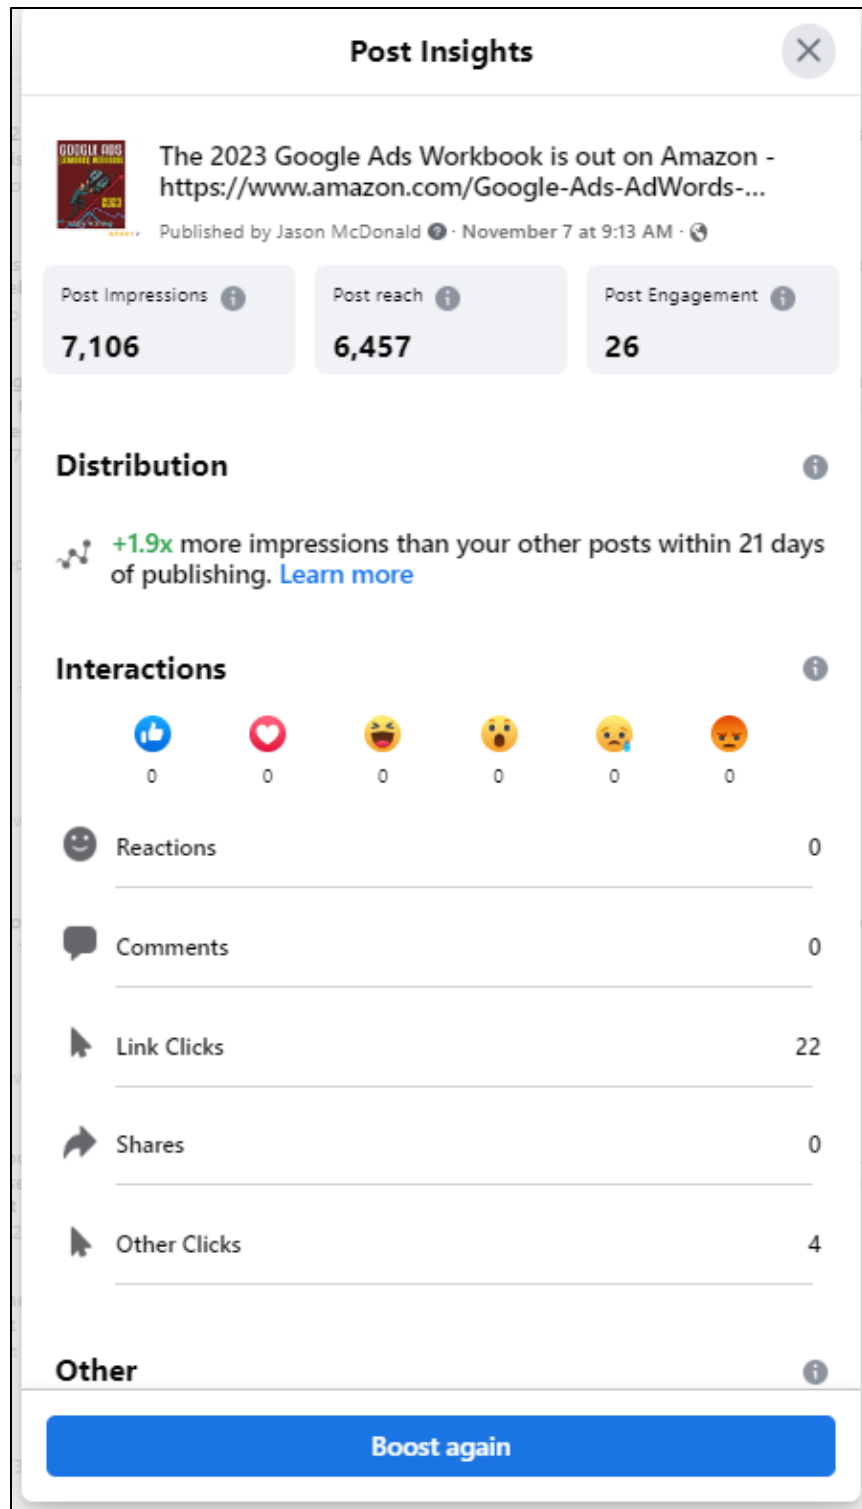 Post Insights
GOOGLE ADS
2023
The 2023 Google Ads Workbook is out on Amazon -
https://www.amazon.com/Google-Ads-AdWords-...
Published by Jason McDonald · November 7 at 9:13 AM ·
Post Impressions
Post reach
Post Engagement
7,106
6,457
26
Distribution
+1.9x more impressions than your other posts within 21 days
of publishing. Learn more
Interactions
0 0 0 0 0 0
Reactions 0
Comments 0
Link Clicks 22
Shares 0
Other Clicks 4
Other
Boost again